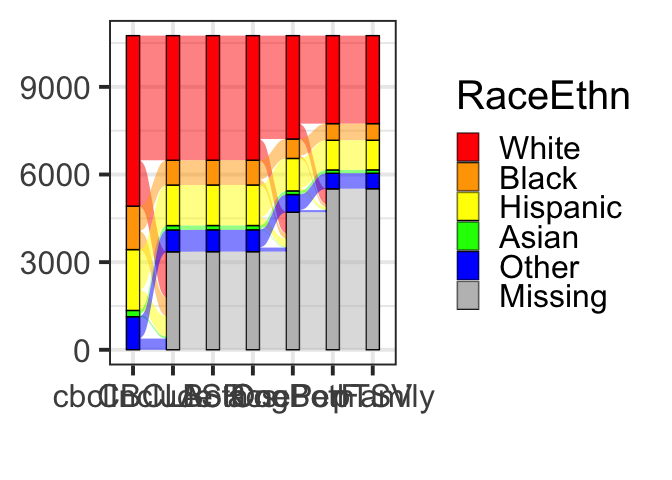 RaceEthn
9000
White
Black
6000
Hispanic
Asian
3000
Other
Missing
0